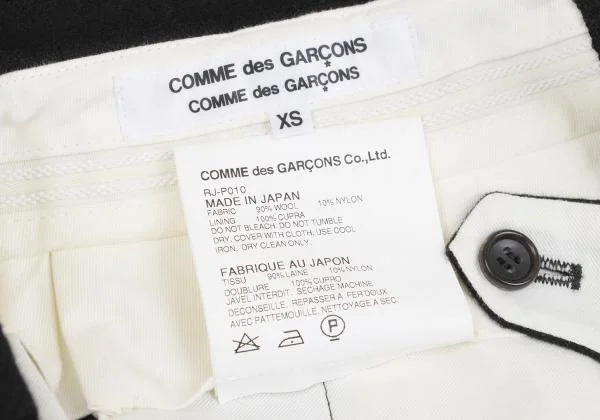 COMME des GARÇONS
COMME des GARÇONS
XS
COMME des GARÇONS Co.,Ltd.
RJ-P010
MADE IN JAPAN
FABRIC 90% WOOL 10% NYLON
LINING 100% CUPRA
DO NOT BLEACH. DO NOT TUMBLE
DRY. COVER WITH CLOTH, USE COOL
IRON. DRY CLEAN ONLY.
FABRIQUE AU JAPON
TISSU 90% LAINE 10% NYLON
DOUBLURE 100% CUPRO
JAVEL INTERDIT. SÉCHAGE MACHINE
DECONSEILLE. REPASSER A FER DOUX
AVEC PATTEMOUILLE. NETTOYAGE A SEC.
P